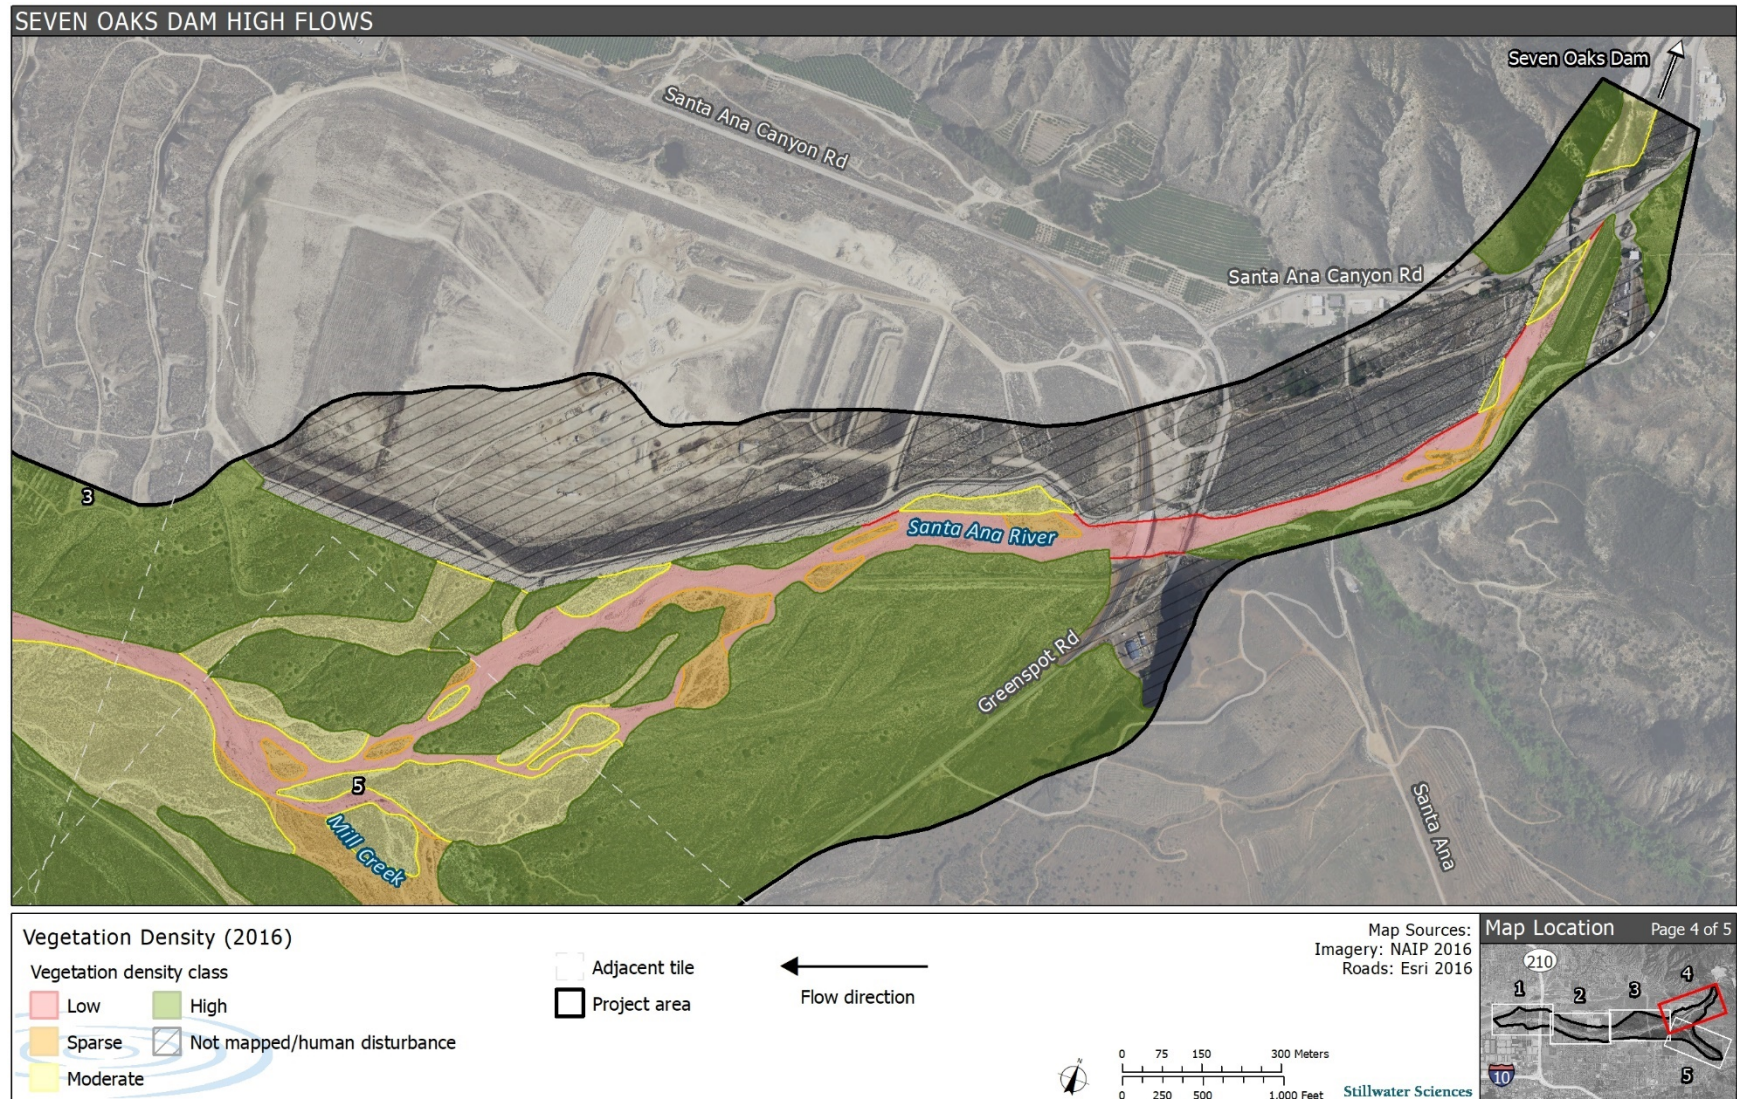 SEVEN OAKS DAM HIGH FLOWS
Seven Oaks Dam
Santa Ana Canyon Rd
Santa Ana Canyon Rd
3
Santa Ana River
Greenspot Rd
5
Mill Creek
Santa Ana
Vegetation Density (2016)
Vegetation density class
Low
High
Sparse
Not mapped/human disturbance
Moderate
Adjacent tile
Project area
Flow direction
Map Sources:
Imagery: NAIP 2016
Roads: Esri 2016
N
0 75 150 300 Meters
0 250 500 1,000 Feet
Stillwater Sciences
Map Location Page 4 of 5
210
1
2
3
4
5
10